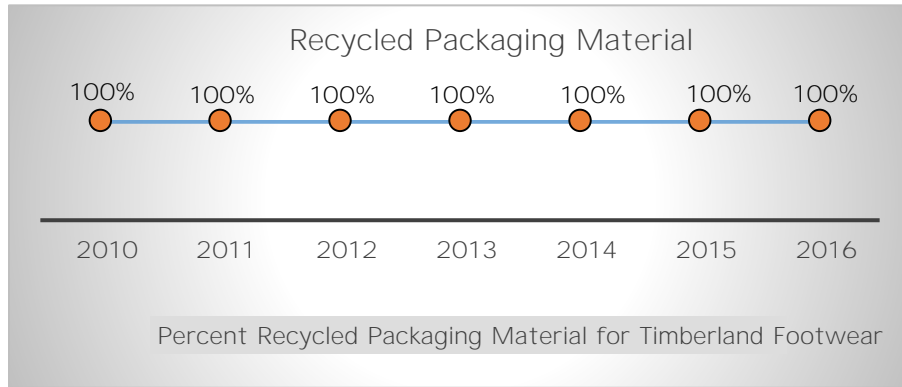 Recycled Packaging Material
100% 100% 100% 100% 100% 100% 100%
2010 2011 2012 2013 2014 2015 2016
Percent Recycled Packaging Material for Timberland Footwear